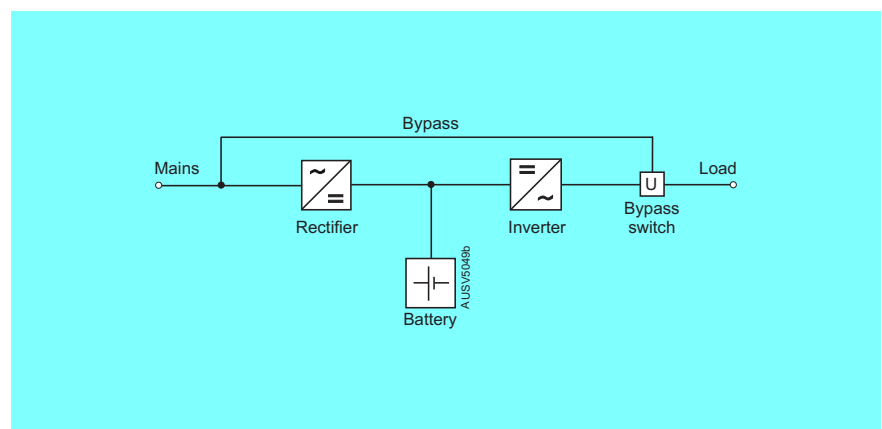 Bypass
Mains
Load
U
Rectifier
Inverter
Bypass
switch
AUSV5049b
Battery